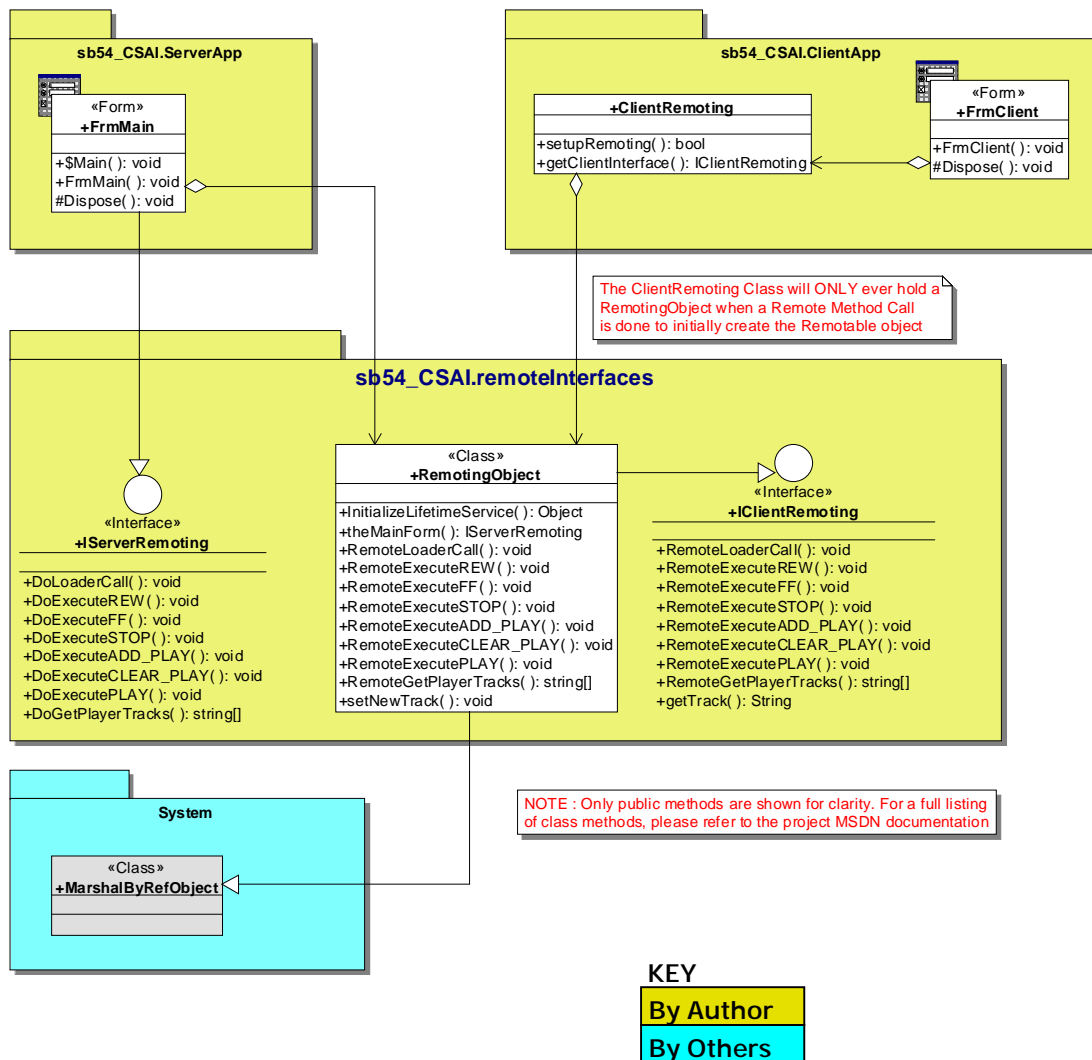 sb54_CSAI.ServerApp
«Form»
+FrmMain
+$Main( ): void
+FrmMain( ): void
#Dispose( ): void
sb54_CSAI.ClientApp
+ClientRemoting
+setupRemoting( ): bool
+getClientInterface( ): IClientRemoting
«Form»
+FrmClient
+FrmClient( ): void
#Dispose( ): void
The ClientRemoting Class will ONLY ever hold a
RemotingObject when a Remote Method Call
is done to initially create the Remotable object
sb54_CSAI.remoteInterfaces
«Interface»
+IServerRemoting
+DoLoaderCall( ): void
+DoExecuteREW( ): void
+DoExecuteFF( ): void
+DoExecuteSTOP( ): void
+DoExecuteADD_PLAY( ): void
+DoExecuteCLEAR_PLAY( ): void
+DoExecutePLAY( ): void
+DoGetPlayerTracks( ): string[]
«Class»
+RemotingObject
+InitializeLifetimeService( ): Object
+theMainForm( ): IServerRemoting
+RemoteLoaderCall( ): void
+RemoteExecuteREW( ): void
+RemoteExecuteFF( ): void
+RemoteExecuteSTOP( ): void
+RemoteExecuteADD_PLAY( ): void
+RemoteExecuteCLEAR_PLAY( ): void
+RemoteExecutePLAY( ): void
+RemoteGetPlayerTracks( ): string[]
+setNewTrack( ): void
«Interface»
+IClientRemoting
+RemoteLoaderCall( ): void
+RemoteExecuteREW( ): void
+RemoteExecuteFF( ): void
+RemoteExecuteSTOP( ): void
+RemoteExecuteADD_PLAY( ): void
+RemoteExecuteCLEAR_PLAY( ): void
+RemoteExecutePLAY( ): void
+RemoteGetPlayerTracks( ): string[]
+getTrack( ): String
System
«Class»
+MarshalByRefObject
NOTE : Only public methods are shown for clarity. For a full listing
of class methods, please refer to the project MSDN documentation
KEY
By Author
By Others